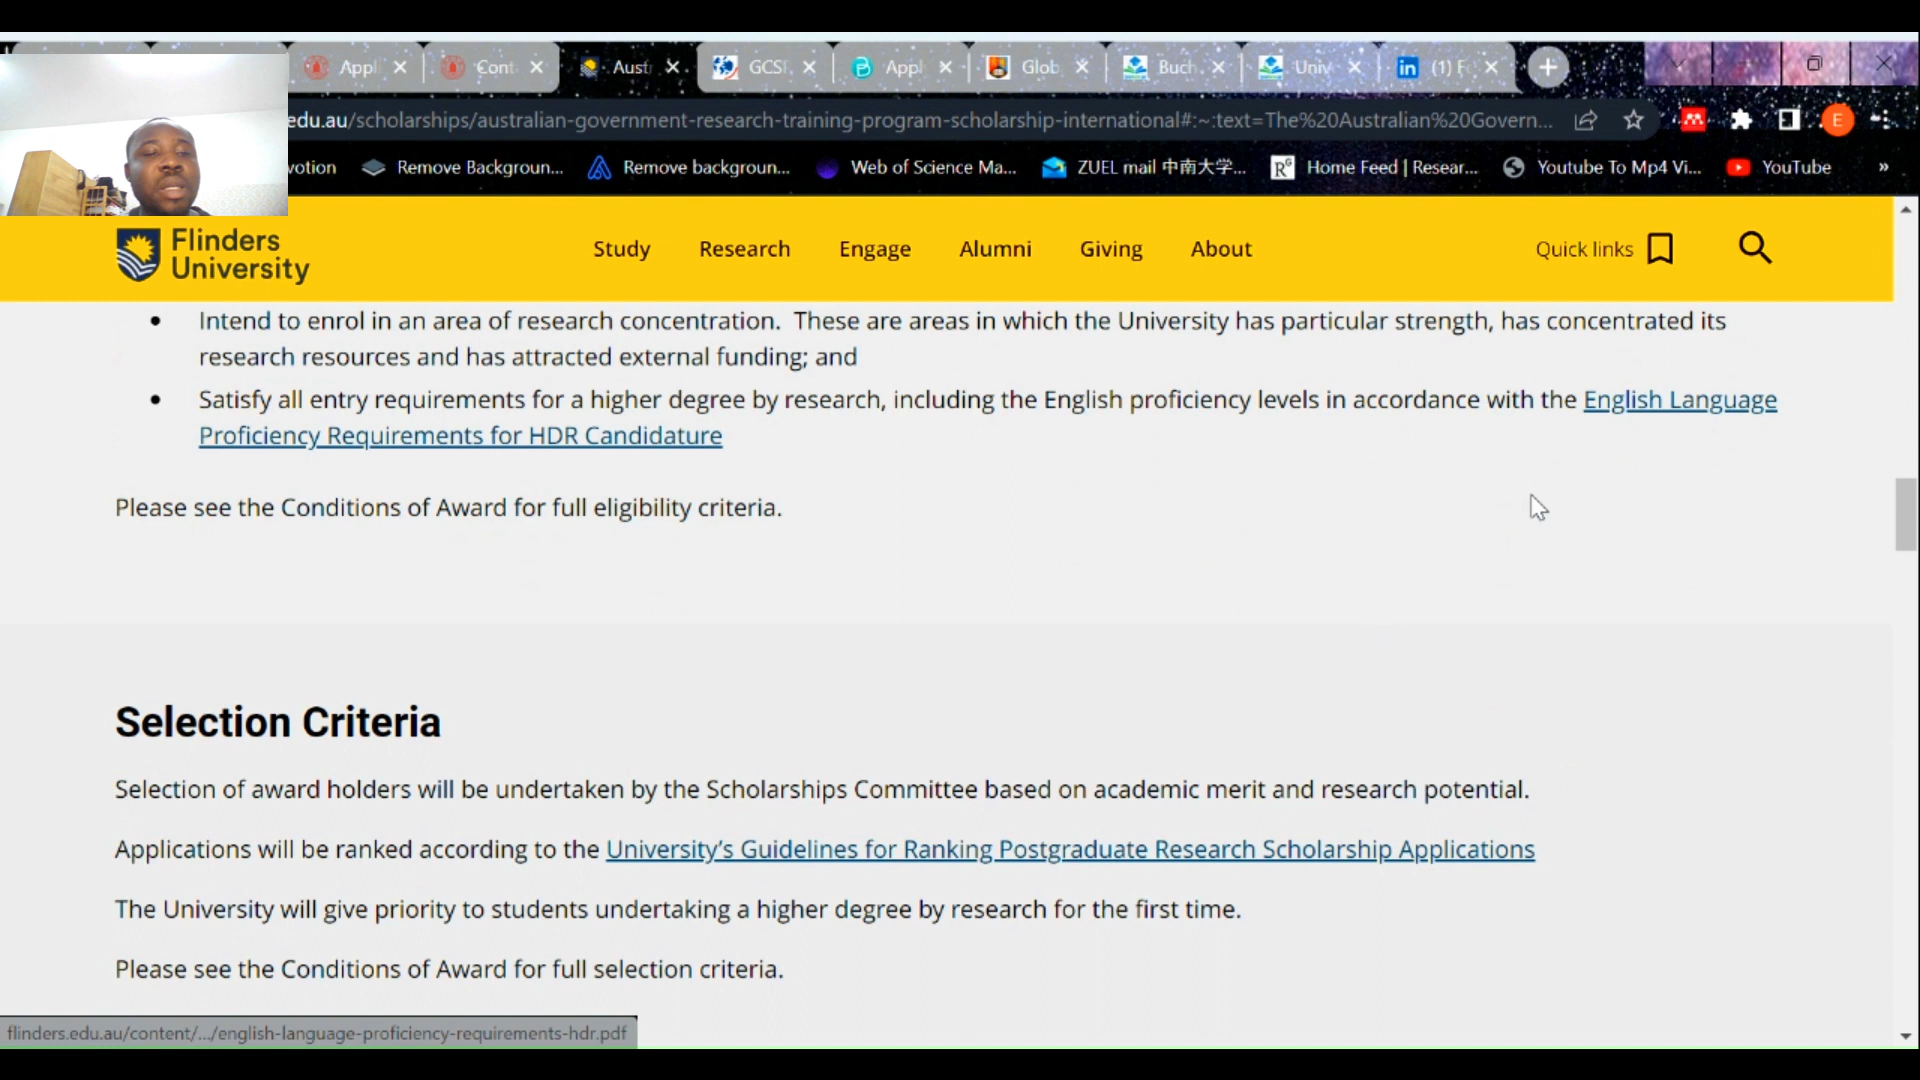 Appl
Cont
Aust
GCSI
Appl
Glob
Buch
Univ
(1) F
edu.au/scholarships/australian-government-research-training-program-scholarship-international#:~:text=The%20Australian%20Govern...
E
votion
Remove Backgroun...
Remove backgroun...
Web of Science Ma...
ZUEL mail 中南大学...
Home Feed | Resear...
Youtube To Mp4 Vi...
YouTube
»
Flinders
University
Study
Research
Engage
Alumni
Giving
About
Quick links
Intend to enrol in an area of research concentration. These are areas in which the University has particular strength, has concentrated its
research resources and has attracted external funding; and
Satisfy all entry requirements for a higher degree by research, including the English proficiency levels in accordance with the English Language
Proficiency Requirements for HDR Candidature
Please see the Conditions of Award for full eligibility criteria.
Selection Criteria
Selection of award holders will be undertaken by the Scholarships Committee based on academic merit and research potential.
Applications will be ranked according to the University's Guidelines for Ranking Postgraduate Research Scholarship Applications
The University will give priority to students undertaking a higher degree by research for the first time.
Please see the Conditions of Award for full selection criteria.
flinders.edu.au/content/.../english-language-proficiency-requirements-hdr.pdf